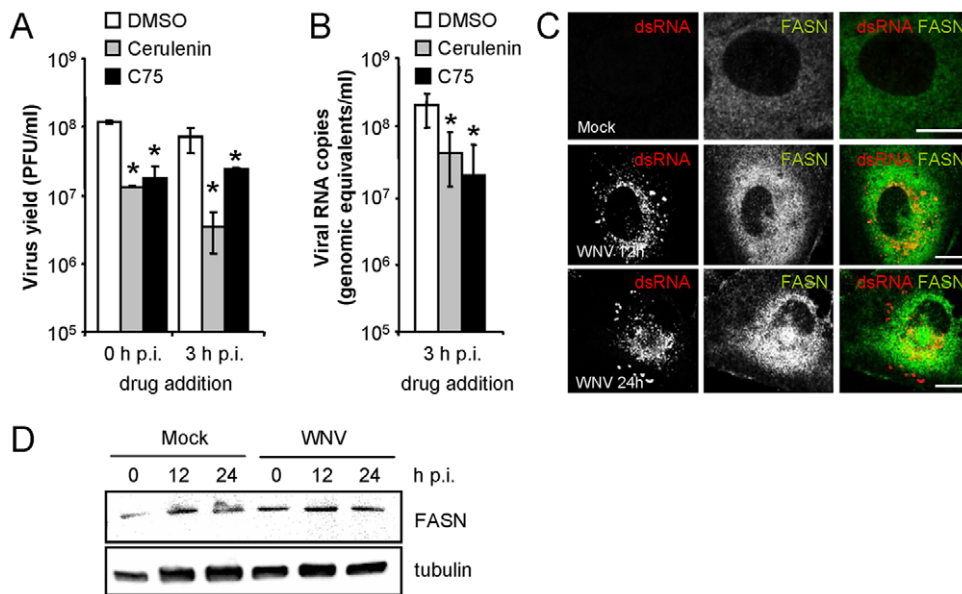 A
DMSO
Cerulenin
C75
Virus yield (PFU/ml)
10⁹
10⁸
10⁷
10⁶
10⁵
* * * *
0 h p.i. 3 h p.i.
drug addition
B
DMSO
Cerulenin
C75
Viral RNA copies
(genomic equivalents/ml)
10⁹
10⁸
10⁷
10⁶
10⁵
* *
3 h p.i.
drug addition
C
dsRNA FASN dsRNA FASN
Mock
dsRNA FASN dsRNA FASN
WNV 12h
dsRNA FASN dsRNA FASN
WNV 24h
D
Mock WNV
0 12 24 0 12 24 h p.i.
FASN
tubulin